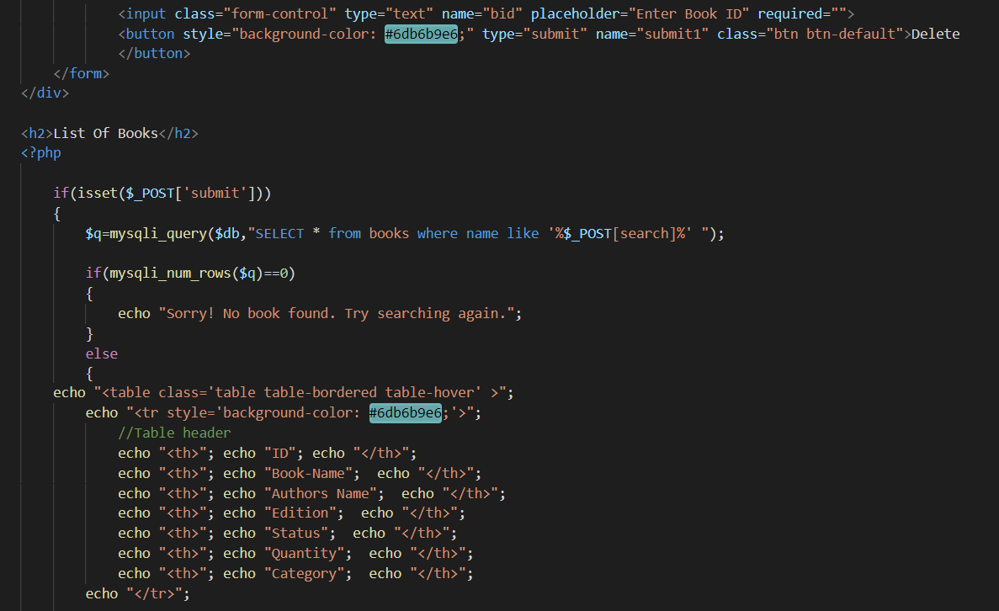 <input class="form-control" type="text" name="bid" placeholder="Enter Book ID" required="">
<button style="background-color: #6db6b9e6;" type="submit" name="submit1" class="btn btn-default">Delete
</button>
</form>
</div>
<h2>List Of Books</h2>
<?php
if(isset($_POST['submit']))
{
$q=mysqli_query($db,"SELECT * from books where name like '%$_POST[search]%' ");
if(mysqli_num_rows($q)==0)
{
echo "Sorry! No book found. Try searching again.";
}
else
{
echo "<table class='table table-bordered table-hover' >";
echo "<tr style='background-color: #6db6b9e6;'>";
//Table header
echo "<th>"; echo "ID"; echo "</th>";
echo "<th>"; echo "Book-Name";  echo "</th>";
echo "<th>"; echo "Authors Name";  echo "</th>";
echo "<th>"; echo "Edition";  echo "</th>";
echo "<th>"; echo "Status";  echo "</th>";
echo "<th>"; echo "Quantity";  echo "</th>";
echo "<th>"; echo "Category";  echo "</th>";
echo "</tr>";